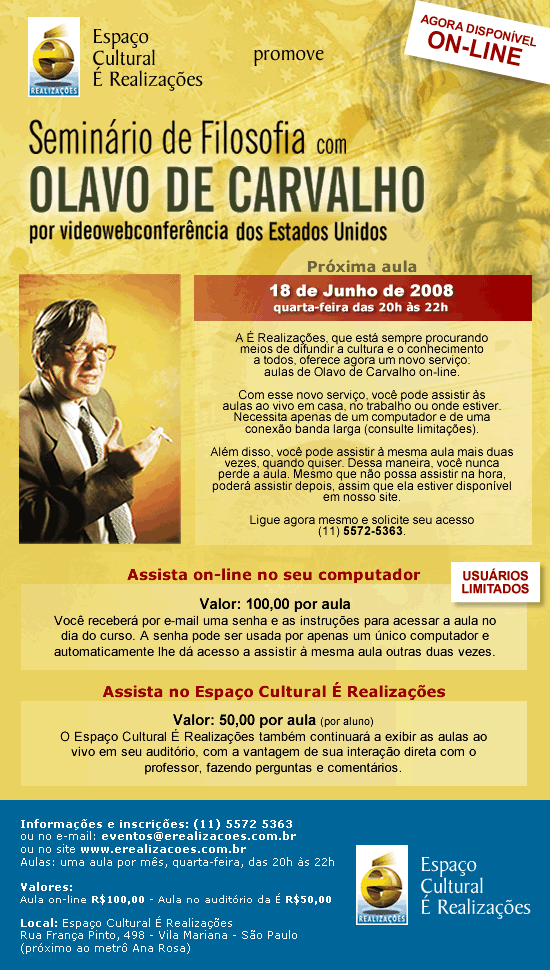 Espaço
Cultural
É Realizações
REALIZAÇÕES
promove
AGORA DISPONÍVEL
ON-LINE
Seminário de Filosofia com
OLAVO DE CARVALHO
por videowebconferência dos Estados Unidos
Próxima aula
18 de Junho de 2008
quarta-feira das 20h às 22h
A É Realizações, que está sempre procurando
meios de difundir a cultura e o conhecimento
a todos, oferece agora um novo serviço:
aulas de Olavo de Carvalho on-line.
Com esse novo serviço, você pode assistir às
aulas ao vivo em casa, no trabalho ou onde estiver.
Necessita apenas de um computador e de uma
conexão banda larga (consulte limitações).
Além disso, você pode assistir à mesma aula mais duas
vezes, quando quiser. Dessa maneira, você nunca
perde a aula. Mesmo que não possa assistir na hora,
poderá assistir depois, assim que ela estiver disponível
em nosso site.
Ligue agora mesmo e solicite seu acesso
(11) 5572-5363.
Assista on-line no seu computador
USUÁRIOS
LIMITADOS
Valor: 100,00 por aula
Você receberá por e-mail uma senha e as instruções para acessar a aula no
dia do curso. A senha pode ser usada por apenas um único computador e
automaticamente lhe dá acesso a assistir à mesma aula outras duas vezes.
Assista no Espaço Cultural É Realizações
Valor: 50,00 por aula (por aluno)
O Espaço Cultural É Realizações também continuará a exibir as aulas ao
vivo em seu auditório, com a vantagem de sua interação direta com o
professor, fazendo perguntas e comentários.
Informações e inscrições: (11) 5572 5363
ou no e-mail: eventos@erealizacoes.com.br
ou no site www.erealizacoes.com.br
Aulas: uma aula por mês, quarta-feira, das 20h às 22h
Valores:
Aula on-line R$100,00 - Aula no auditório da É R$50,00
Local: Espaço Cultural É Realizações
Rua França Pinto, 498 - Vila Mariana - São Paulo
(próximo ao metrô Ana Rosa)
REALIZAÇÕES
Espaço
Cultural
É Realizações